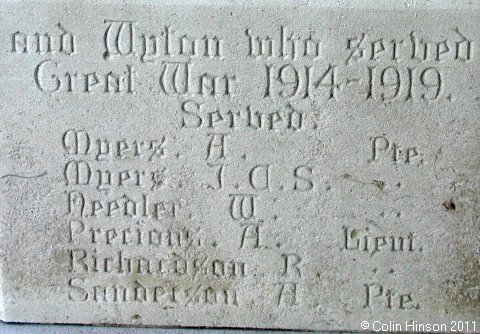 and Wyton who served
Great War 1914-1919.
Served.
Myers. A. Pte.
Myers. J.C.S. ..
Needler. W. ..
Precious. A. Lieut.
Richardson. R. ..
Sanderson. A. Pte.
© Colin Hinson 2011